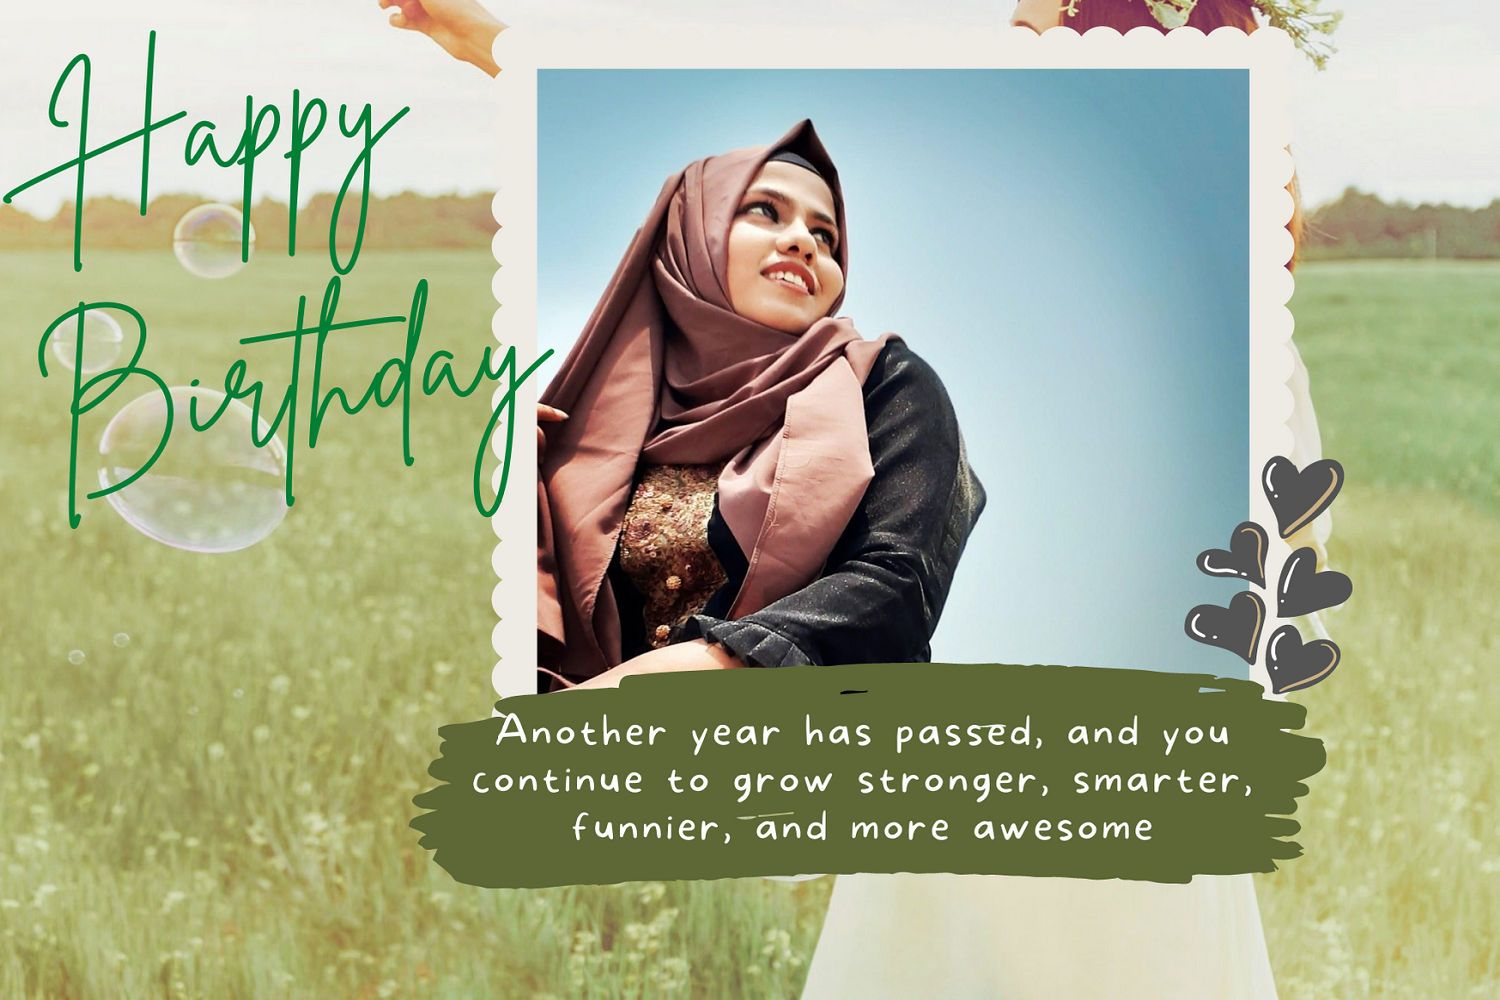 Happy
Birthday
Another year has passed, and you
continue to grow stronger, smarter,
funnier, and more awesome